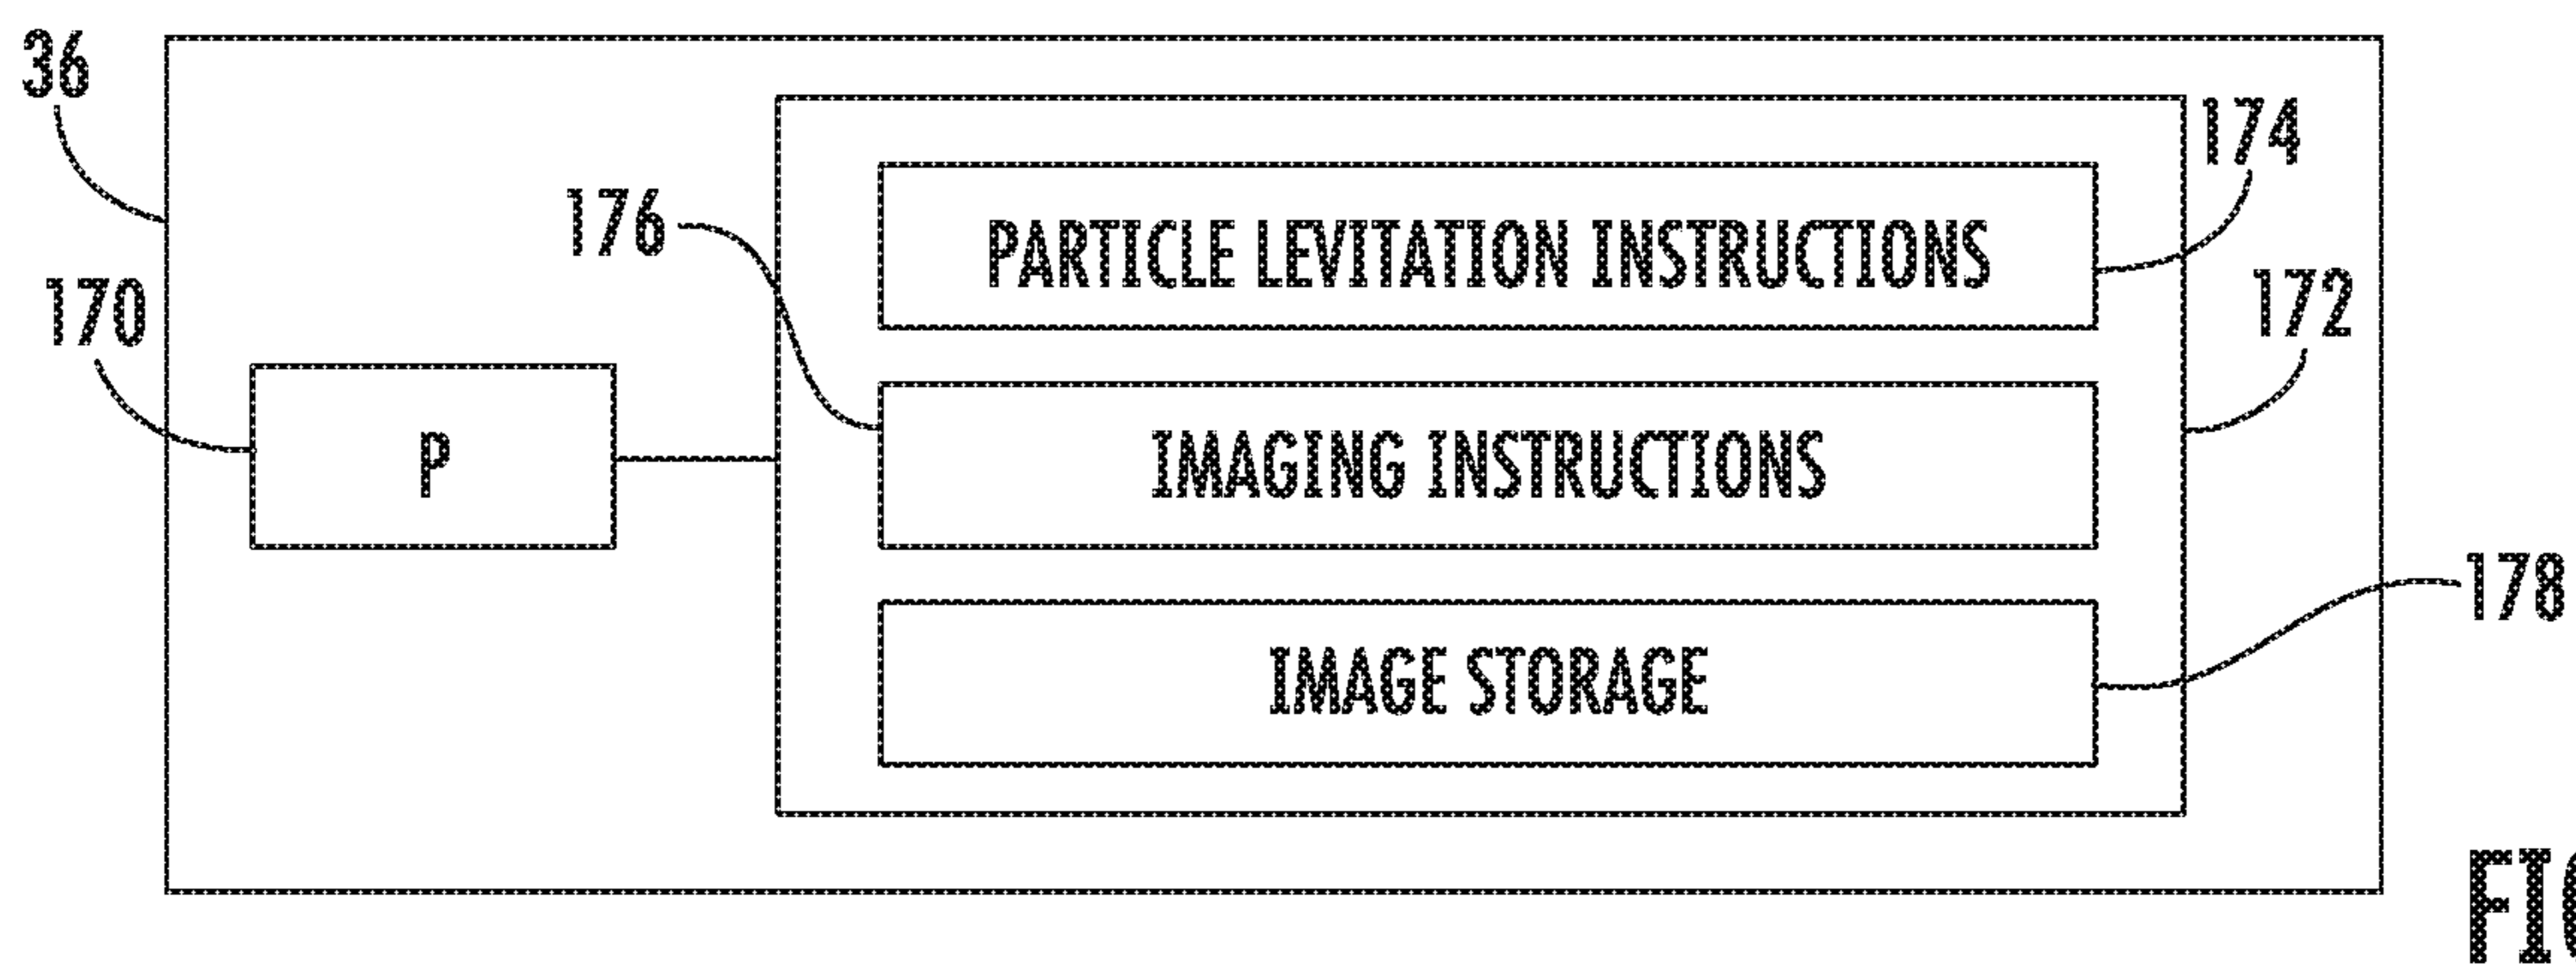 36
174
176
PARTICLE LEVITATION INSTRUCTIONS
170
172
P
IMAGING INSTRUCTIONS
178
IMAGE STORAGE